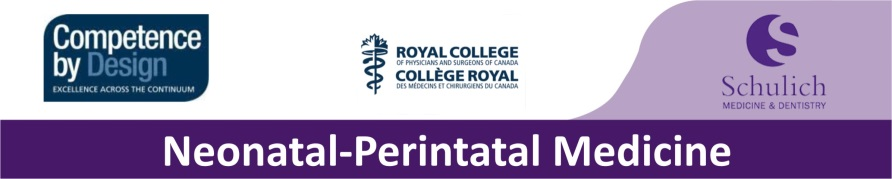 Competence
by Design
EXCELLENCE ACROSS THE CONTINUUM
ROYAL COLLEGE
OF PHYSICIANS AND SURGEONS OF CANADA
COLLÈGE ROYAL
DES MÉDECINS ET CHIRURGIENS DU CANADA
Schulich
MEDICINE & DENTISTRY
Neonatal-Perintatal Medicine